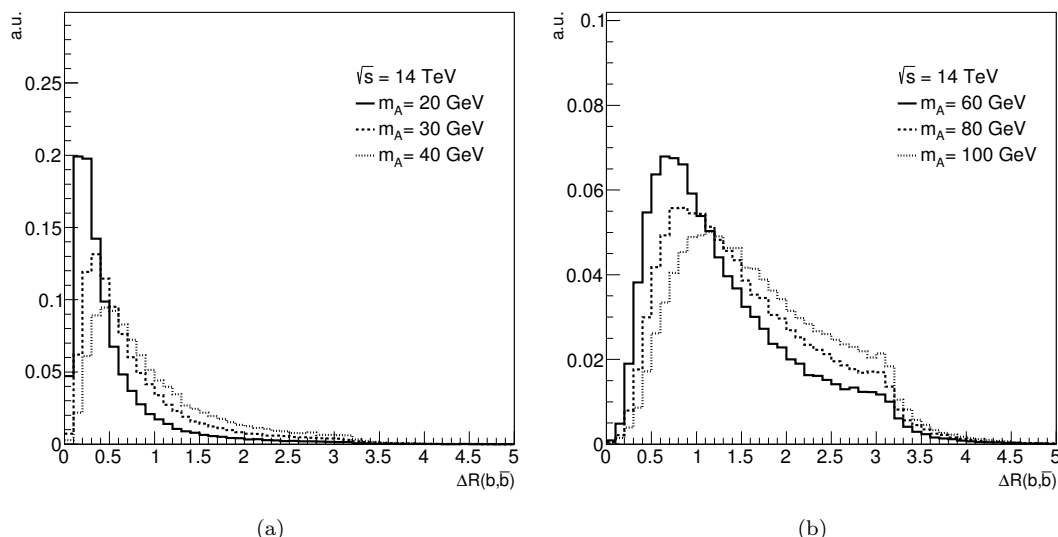 a.u.
0.25
0.2
0.15
0.1
0.05
0
√s = 14 TeV
m_A= 20 GeV
m_A= 30 GeV
m_A= 40 GeV
0 0.5 1 1.5 2 2.5 3 3.5 4 4.5 5
ΔR(b,b̅)
(a)
a.u.
0.1
0.08
0.06
0.04
0.02
0
√s = 14 TeV
m_A= 60 GeV
m_A= 80 GeV
m_A= 100 GeV
0 0.5 1 1.5 2 2.5 3 3.5 4 4.5 5
ΔR(b,b̅)
(b)